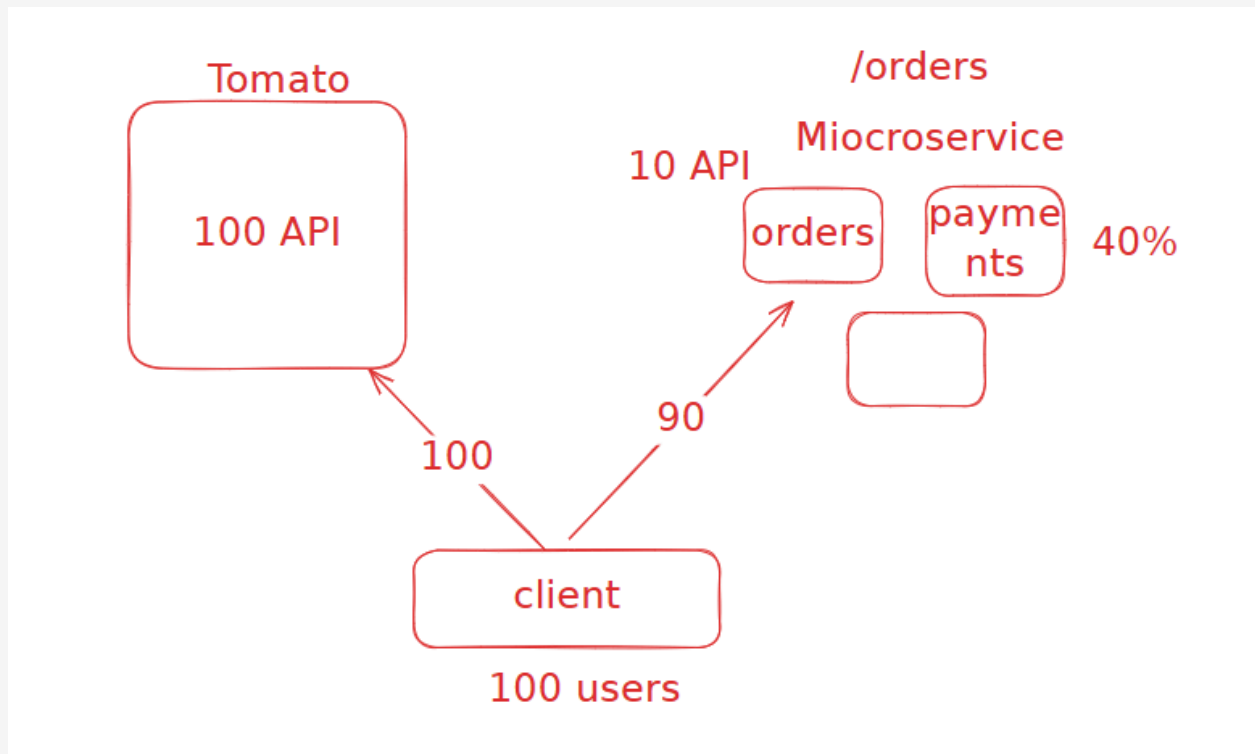 Tomato
100 API
/orders
Miocroservice
10 API
orders
payme
nts
40%
90
100
client
100 users